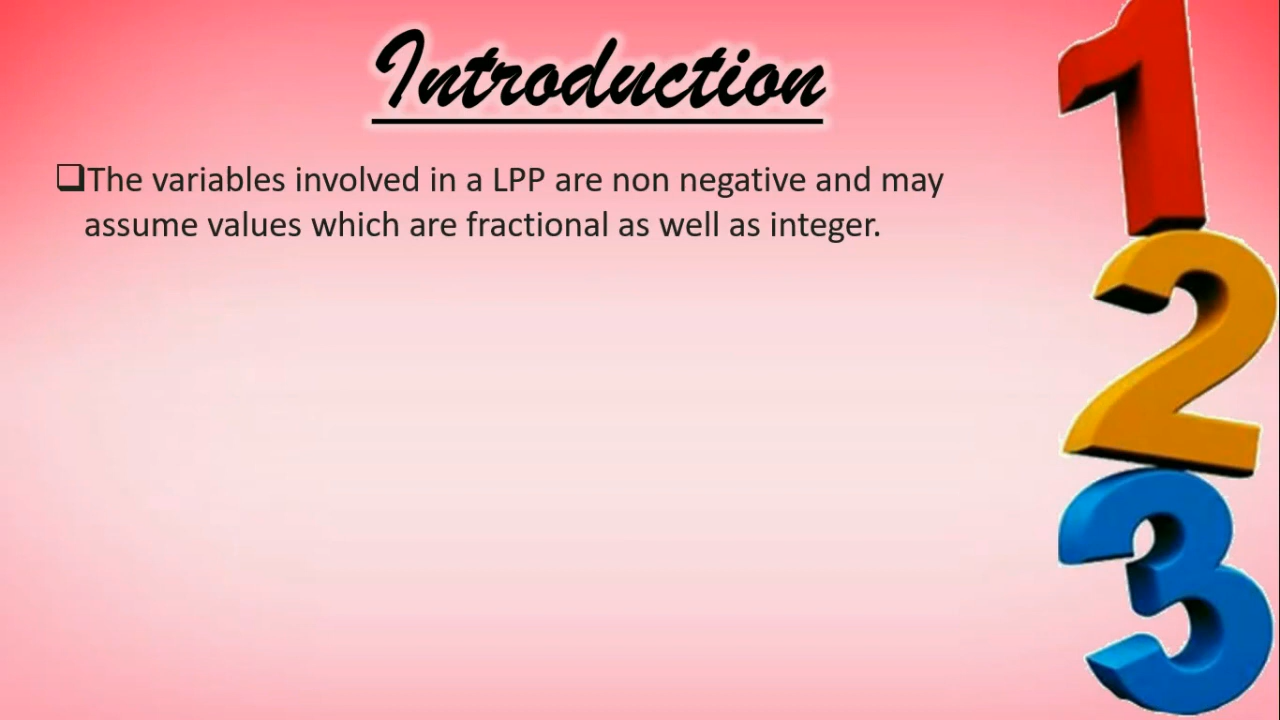 Introduction
❑The variables involved in a LPP are non negative and may
assume values which are fractional as well as integer.
1
2
3